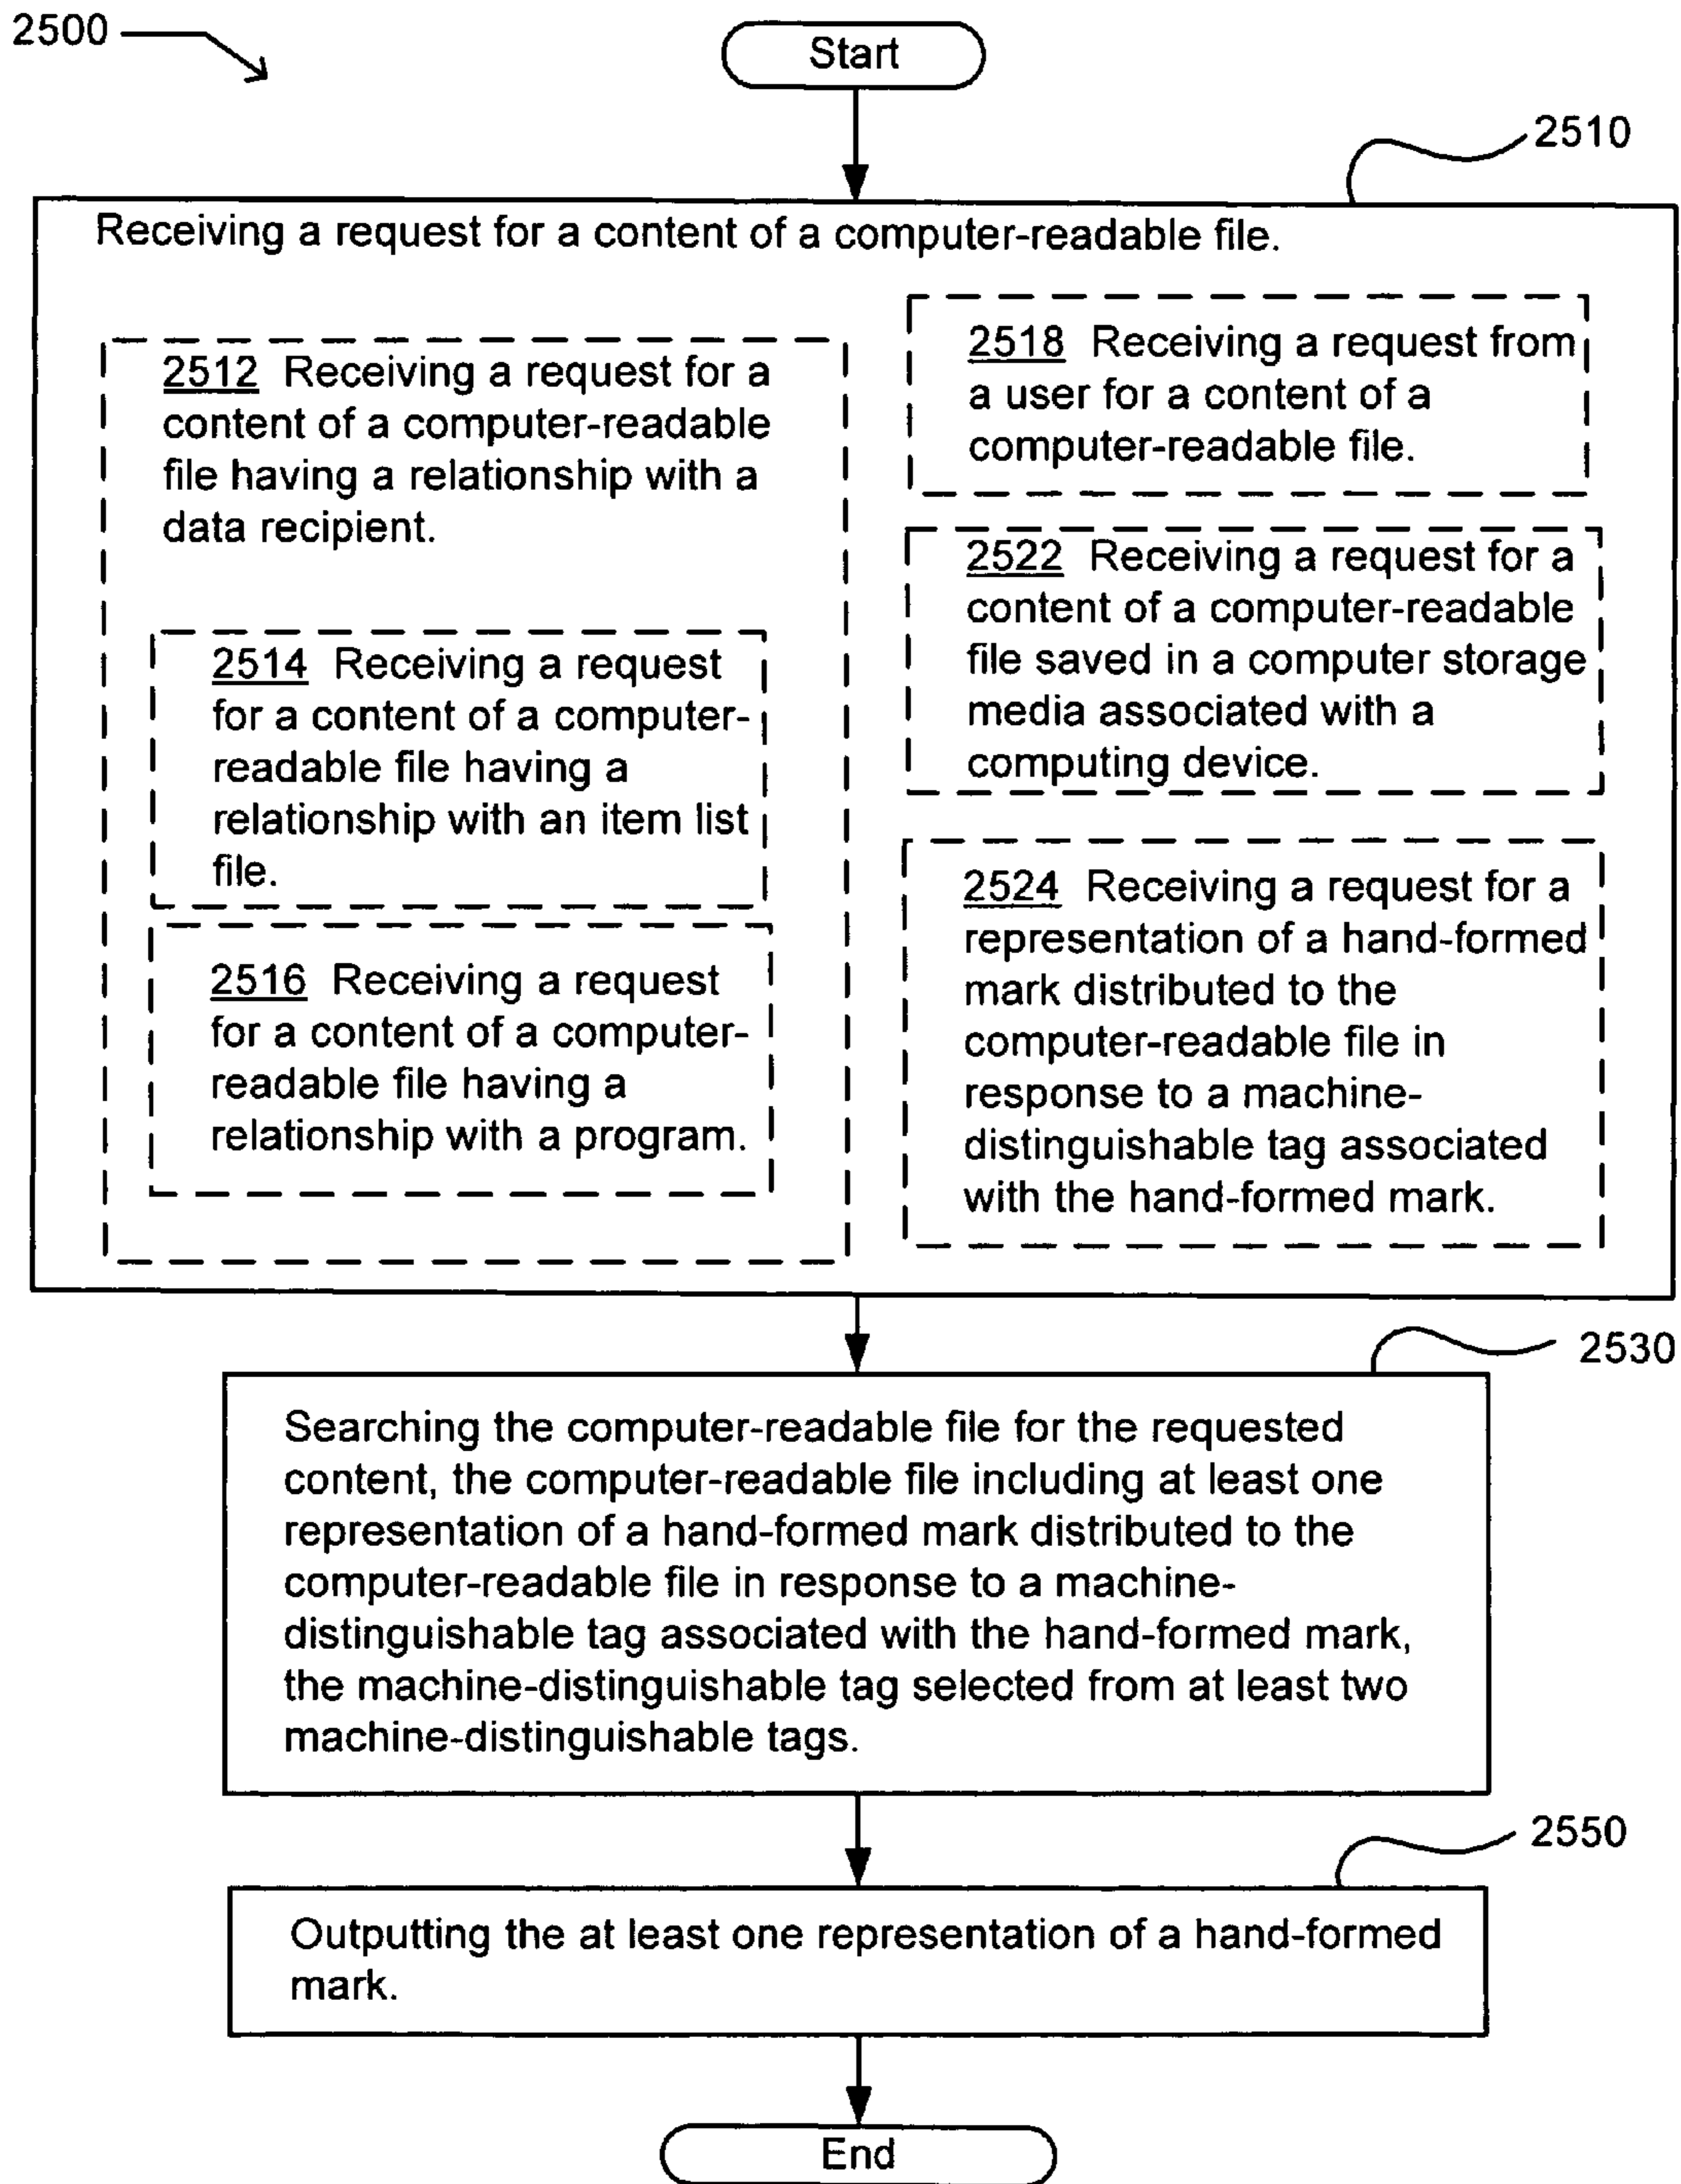 2500
Start
2510
Receiving a request for a content of a computer-readable file.
2512 Receiving a request for a
content of a computer-readable
file having a relationship with a
data recipient.
2514 Receiving a request
for a content of a computer-
readable file having a
relationship with an item list
file.
2516 Receiving a request
for a content of a computer-
readable file having a
relationship with a program.
2518 Receiving a request from
a user for a content of a
computer-readable file.
2522 Receiving a request for a
content of a computer-readable
file saved in a computer storage
media associated with a
computing device.
2524 Receiving a request for a
representation of a hand-formed
mark distributed to the
computer-readable file in
response to a machine-
distinguishable tag associated
with the hand-formed mark.
2530
Searching the computer-readable file for the requested
content, the computer-readable file including at least one
representation of a hand-formed mark distributed to the
computer-readable file in response to a machine-
distinguishable tag associated with the hand-formed mark,
the machine-distinguishable tag selected from at least two
machine-distinguishable tags.
2550
Outputting the at least one representation of a hand-formed
mark.
End